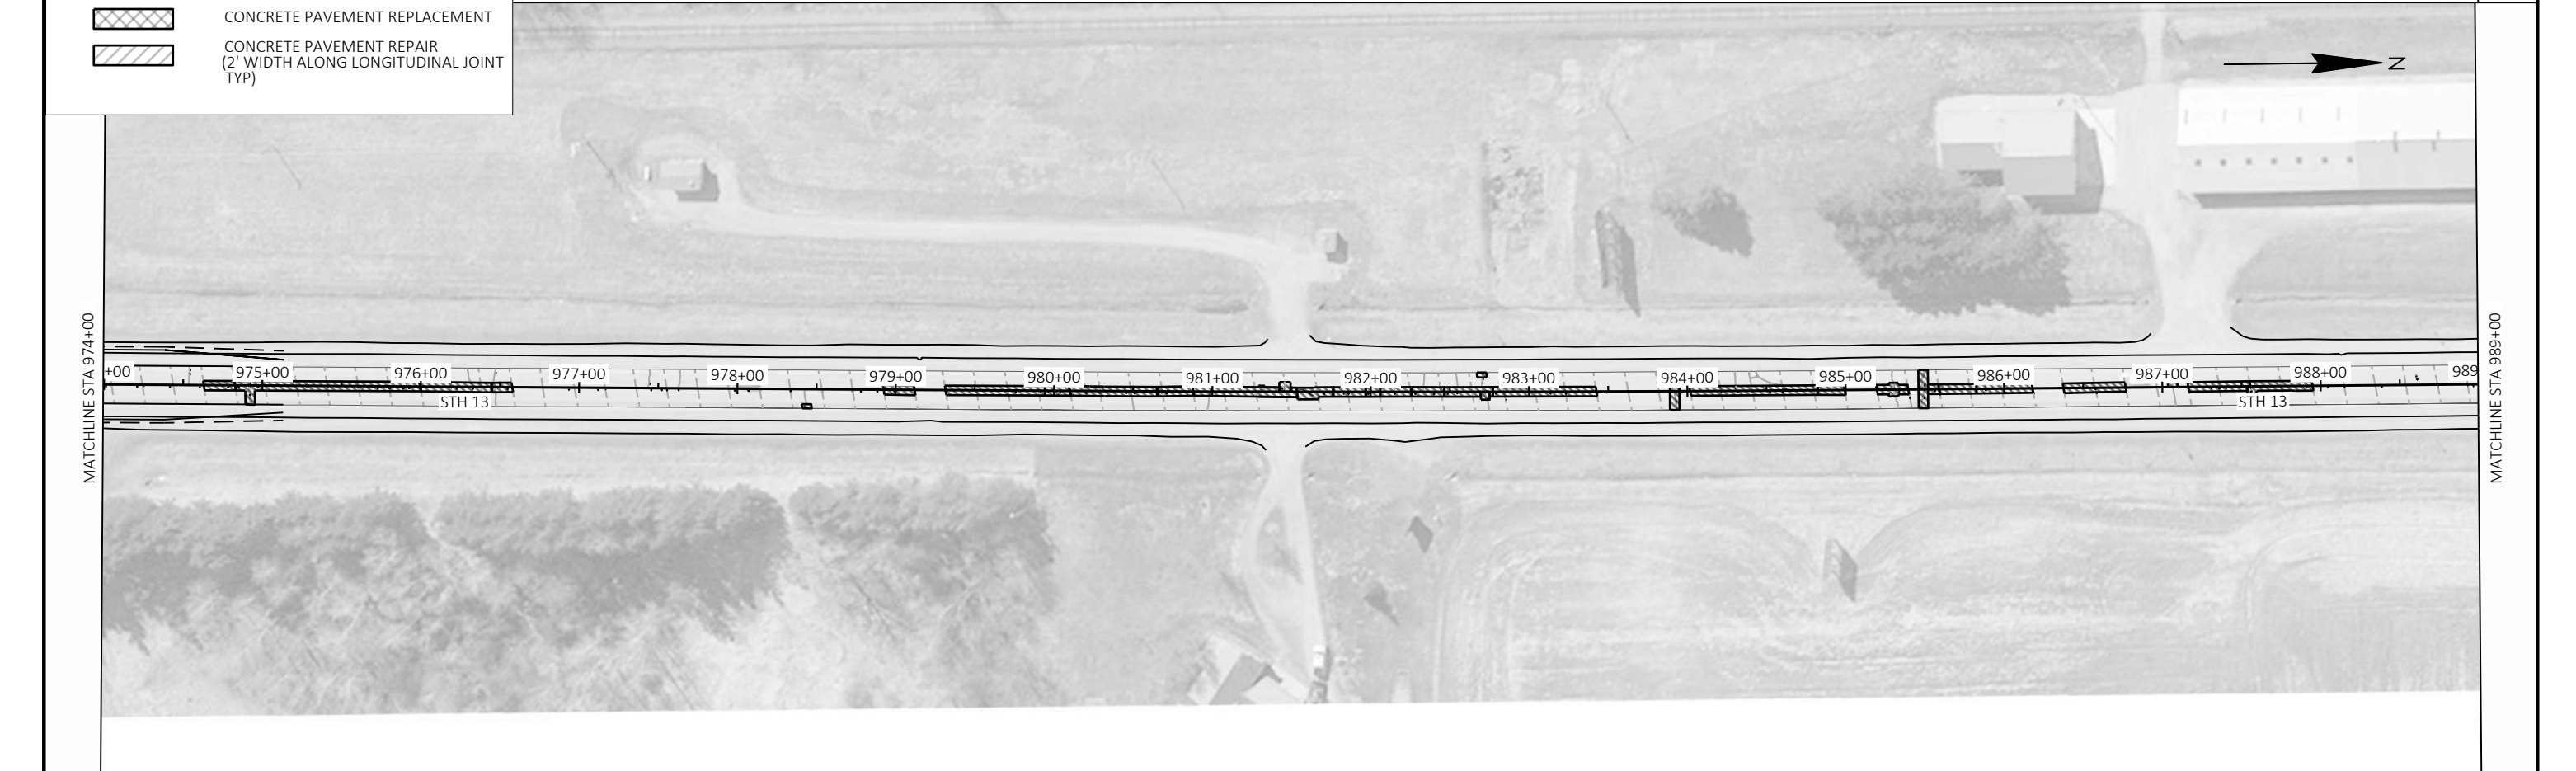 CONCRETE PAVEMENT REPLACEMENT
CONCRETE PAVEMENT REPAIR
(2' WIDTH ALONG LONGITUDINAL JOINT
TYP)
N
MATCHLINE STA 974+00
+00
975+00
976+00
977+00
978+00
979+00
980+00
981+00
982+00
983+00
984+00
985+00
986+00
987+00
988+00
989
STH 13
STH 13
MATCHLINE STA 989+00